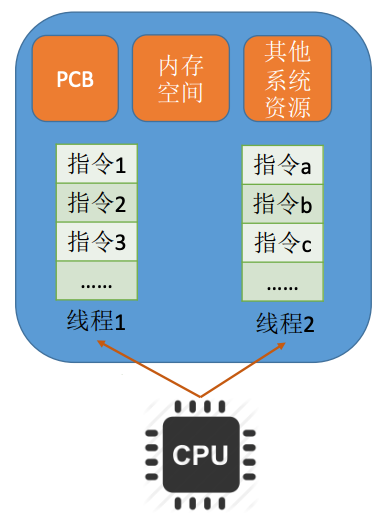 PCB
内存
空间
其他
系统
资源
指令1
指令2
指令3
……
线程1
指令a
指令b
指令c
……
线程2
CPU